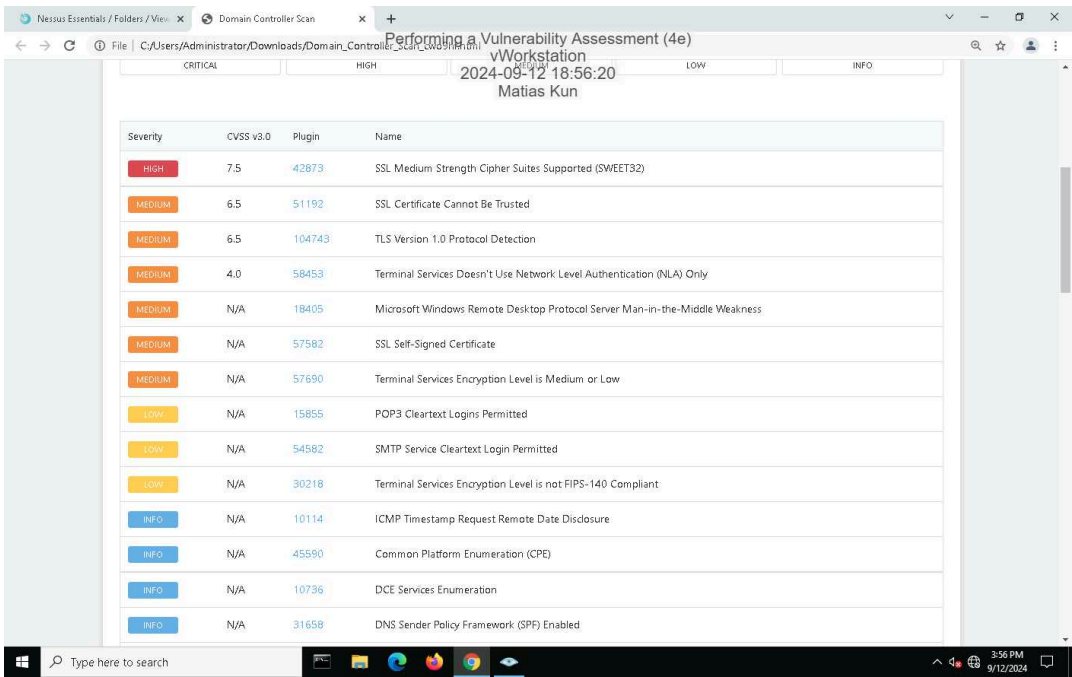 Nessus Essentials / Folders / View
Domain Controller Scan
File | C:/Users/Administrator/Downloads/Domain_Controller_Scan_
Performing a Vulnerability Assessment (4e)
vWorkstation
2024-09-12 18:56:20
Matias Kun
CRITICAL HIGH MEDIUM LOW INFO
Severity CVSS v3.0 Plugin Name
HIGH 7.5 42873 SSL Medium Strength Cipher Suites Supported (SWEET32)
MEDIUM 6.5 51192 SSL Certificate Cannot Be Trusted
MEDIUM 6.5 104743 TLS Version 1.0 Protocol Detection
MEDIUM 4.0 58453 Terminal Services Doesn't Use Network Level Authentication (NLA) Only
MEDIUM N/A 18405 Microsoft Windows Remote Desktop Protocol Server Man-in-the-Middle Weakness
MEDIUM N/A 57582 SSL Self-Signed Certificate
MEDIUM N/A 57690 Terminal Services Encryption Level is Medium or Low
LOW N/A 15855 POP3 Cleartext Logins Permitted
LOW N/A 54582 SMTP Service Cleartext Login Permitted
LOW N/A 30218 Terminal Services Encryption Level is not FIPS-140 Compliant
INFO N/A 10114 ICMP Timestamp Request Remote Date Disclosure
INFO N/A 45590 Common Platform Enumeration (CPE)
INFO N/A 10736 DCE Services Enumeration
INFO N/A 31658 DNS Sender Policy Framework (SPF) Enabled
Type here to search
3:56 PM
9/12/2024